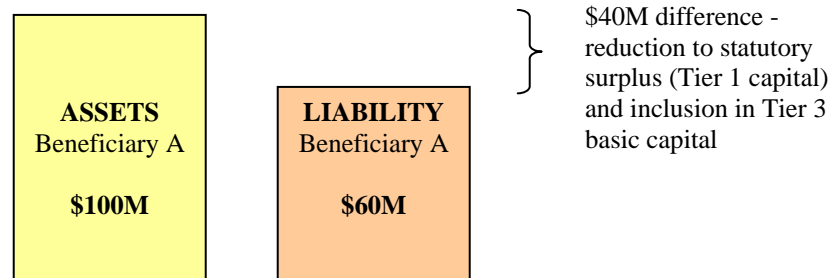 ASSETS
Beneficiary A
$100M
LIABILITY
Beneficiary A
$60M
$40M difference -
reduction to statutory
surplus (Tier 1 capital)
and inclusion in Tier 3
basic capital